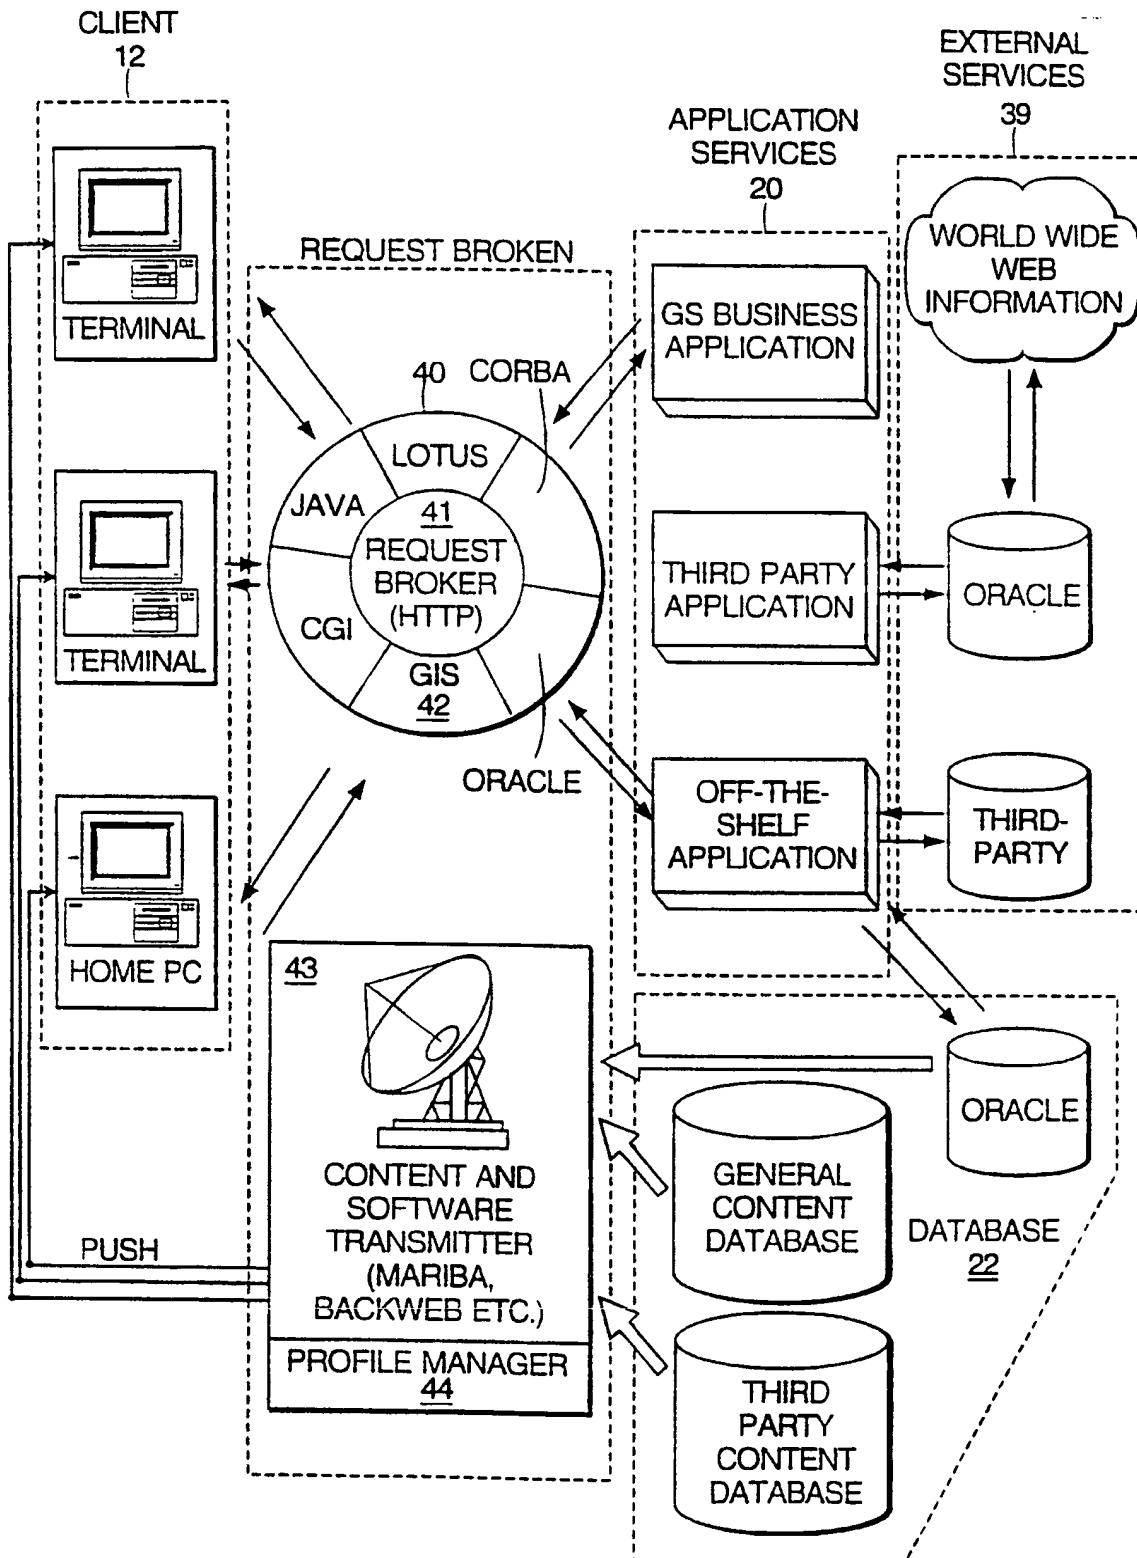 CLIENT
12
EXTERNAL
SERVICES
39
APPLICATION
SERVICES
20
REQUEST BROKEN
TERMINAL
TERMINAL
HOME PC
40
CORBA
LOTUS
JAVA
41
REQUEST
BROKER
(HTTP)
CGI
GIS
42
ORACLE
GS BUSINESS
APPLICATION
THIRD PARTY
APPLICATION
OFF-THE-
SHELF
APPLICATION
WORLD WIDE
WEB
INFORMATION
ORACLE
THIRD-
PARTY
43
CONTENT AND
SOFTWARE
TRANSMITTER
(MARIBA,
BACKWEB ETC.)
PROFILE MANAGER
44
PUSH
ORACLE
GENERAL
CONTENT
DATABASE
DATABASE
22
THIRD
PARTY
CONTENT
DATABASE